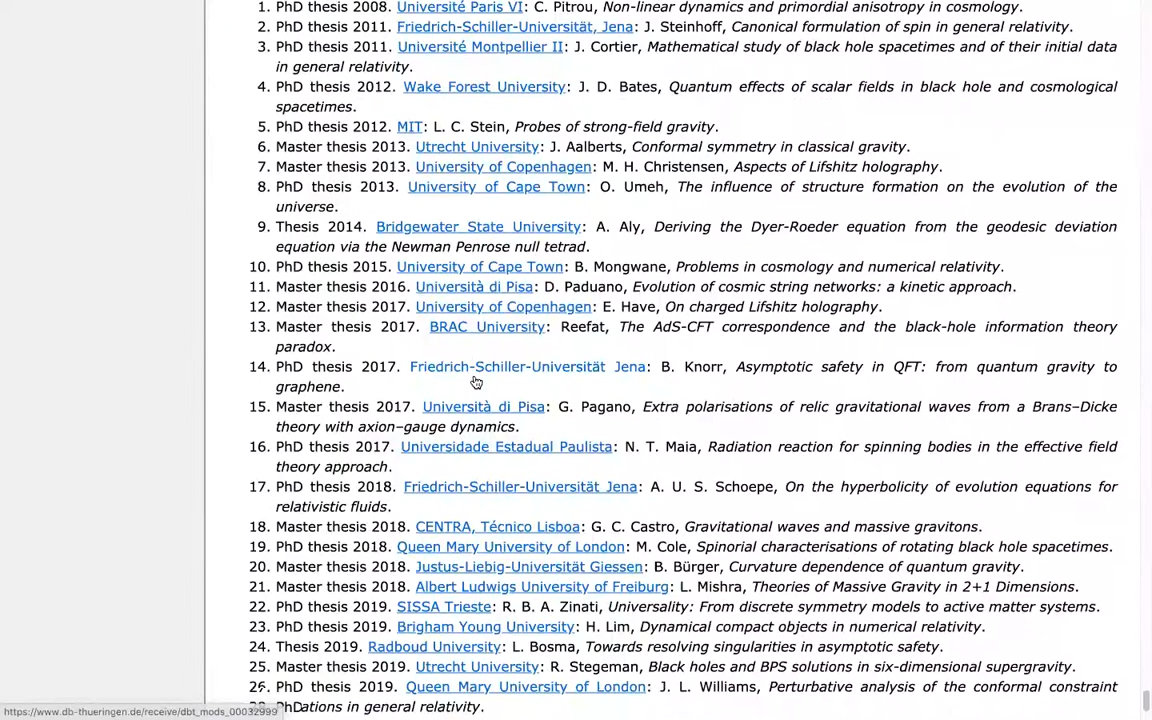 1. PhD thesis 2008. Université Paris VI: C. Pitrou, Non-linear dynamics and primordial anisotropy in cosmology.
2. PhD thesis 2011. Friedrich-Schiller-Universität, Jena: J. Steinhoff, Canonical formulation of spin in general relativity.
3. PhD thesis 2011. Université Montpellier II: J. Cortier, Mathematical study of black hole spacetimes and of their initial data
in general relativity.
4. PhD thesis 2012. Wake Forest University: J. D. Bates, Quantum effects of scalar fields in black hole and cosmological
spacetimes.
5. PhD thesis 2012. MIT: L. C. Stein, Probes of strong-field gravity.
6. Master thesis 2013. Utrecht University: J. Aalberts, Conformal symmetry in classical gravity.
7. Master thesis 2013. University of Copenhagen: M. H. Christensen, Aspects of Lifshitz holography.
8. PhD thesis 2013. University of Cape Town: O. Umeh, The influence of structure formation on the evolution of the
universe.
9. Thesis 2014. Bridgewater State University: A. Aly, Deriving the Dyer-Roeder equation from the geodesic deviation
equation via the Newman Penrose null tetrad.
10. PhD thesis 2015. University of Cape Town: B. Mongwane, Problems in cosmology and numerical relativity.
11. Master thesis 2016. Università di Pisa: D. Paduano, Evolution of cosmic string networks: a kinetic approach.
12. Master thesis 2017. University of Copenhagen: E. Have, On charged Lifshitz holography.
13. Master thesis 2017. BRAC University: Reefat, The AdS-CFT correspondence and the black-hole information theory
paradox.
14. PhD thesis 2017. Friedrich-Schiller-Universität Jena: B. Knorr, Asymptotic safety in QFT: from quantum gravity to
graphene.
15. Master thesis 2017. Università di Pisa: G. Pagano, Extra polarisations of relic gravitational waves from a Brans–Dicke
theory with axion–gauge dynamics.
16. PhD thesis 2017. Universidade Estadual Paulista: N. T. Maia, Radiation reaction for spinning bodies in the effective field
theory approach.
17. PhD thesis 2018. Friedrich-Schiller-Universität Jena: A. U. S. Schoepe, On the hyperbolicity of evolution equations for
relativistic fluids.
18. Master thesis 2018. CENTRA, Técnico Lisboa: G. C. Castro, Gravitational waves and massive gravitons.
19. PhD thesis 2018. Queen Mary University of London: M. Cole, Spinorial characterisations of rotating black hole spacetimes.
20. Master thesis 2018. Justus-Liebig-Universität Giessen: B. Bürger, Curvature dependence of quantum gravity.
21. Master thesis 2018. Albert Ludwigs University of Freiburg: L. Mishra, Theories of Massive Gravity in 2+1 Dimensions.
22. PhD thesis 2019. SISSA Trieste: R. B. A. Zinati, Universality: From discrete symmetry models to active matter systems.
23. PhD thesis 2019. Brigham Young University: H. Lim, Dynamical compact objects in numerical relativity.
24. Thesis 2019. Radboud University: L. Bosma, Towards resolving singularities in asymptotic safety.
25. Master thesis 2019. Utrecht University: R. Stegeman, Black holes and BPS solutions in six-dimensional supergravity.
PhD thesis 2019. Queen Mary University of London: J. L. Williams, Perturbative analysis of the conformal constraint
in general relativity.
https://www.db-thueringen.de/receive/dbt_mods_00032999